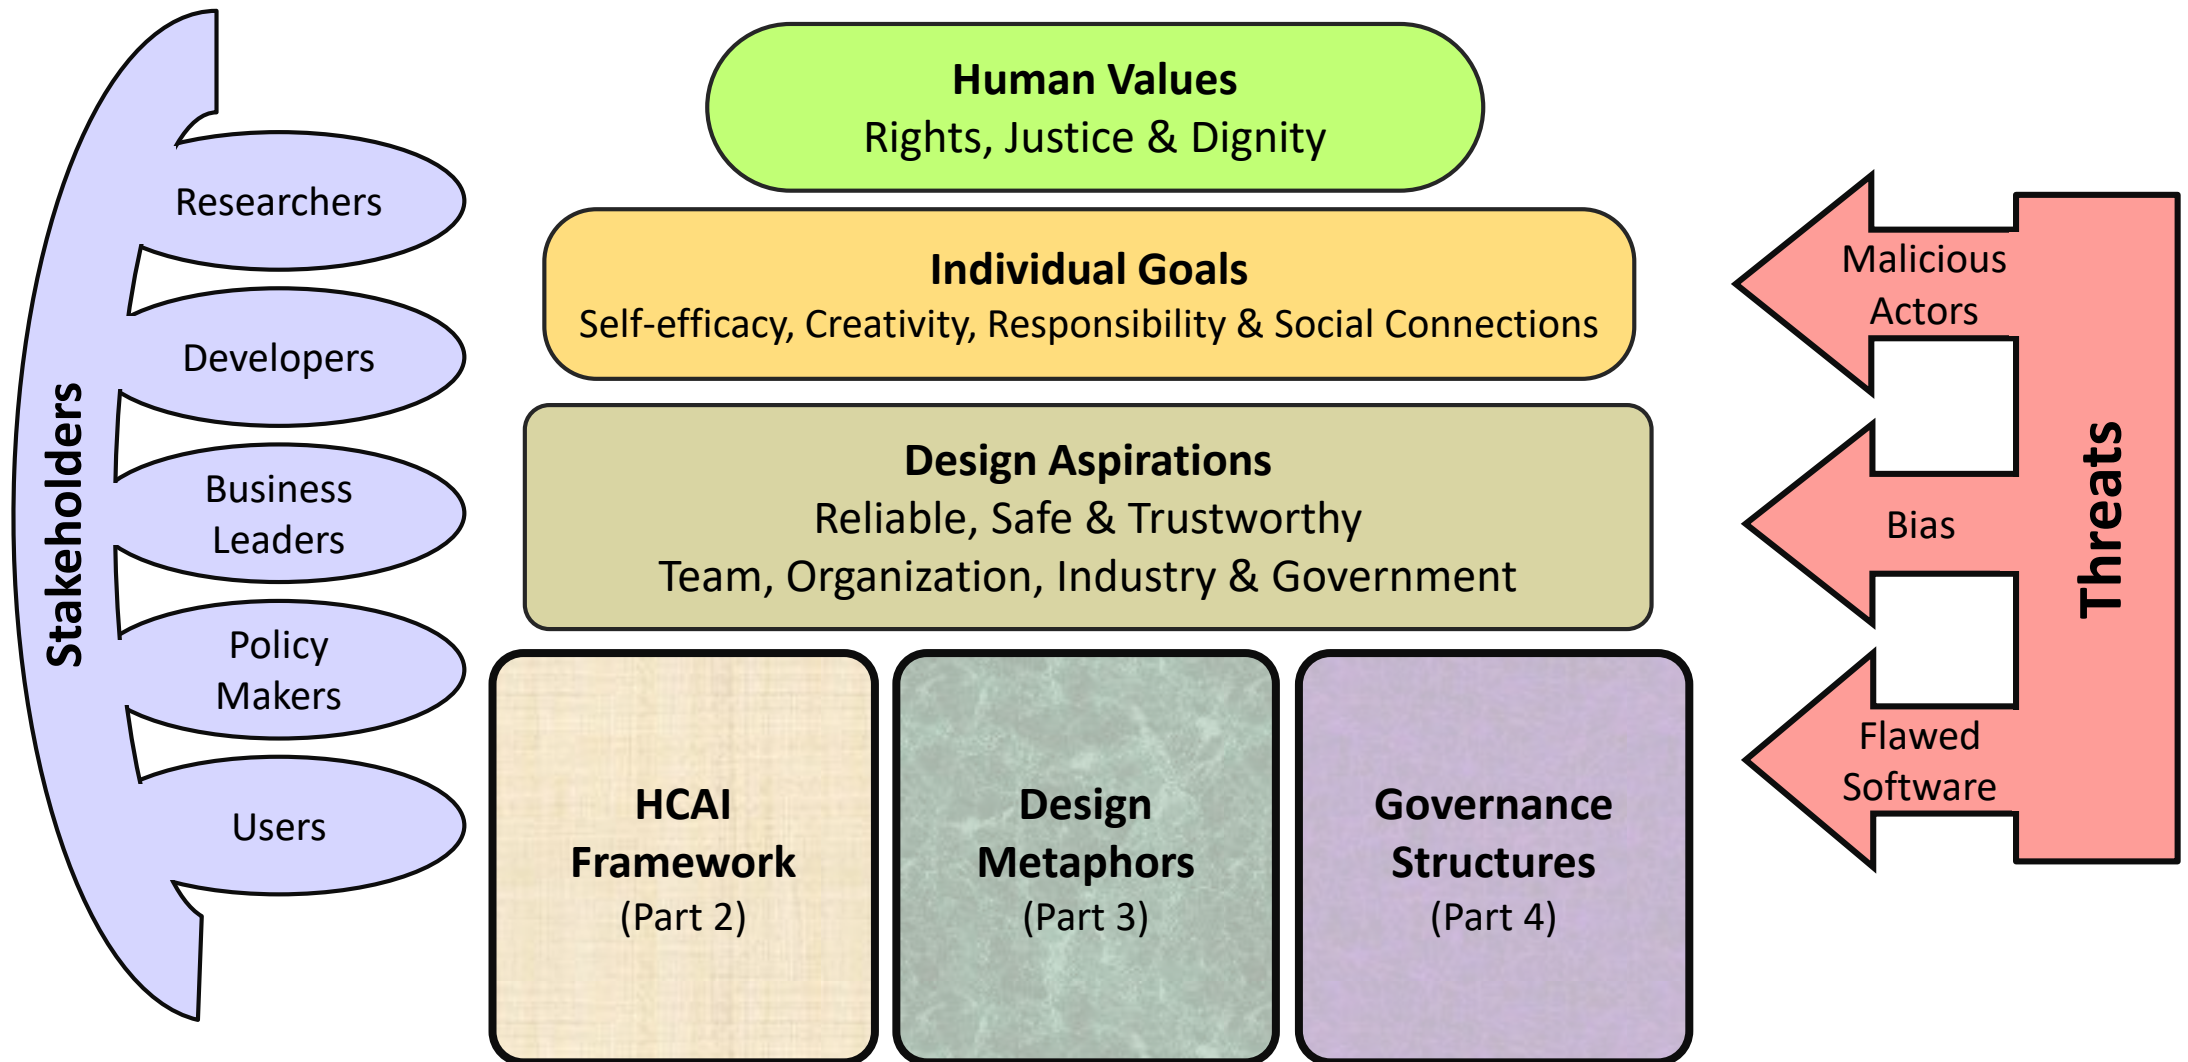 Stakeholders
Researchers
Developers
Business
Leaders
Policy
Makers
Users
Human Values
Rights, Justice & Dignity
Individual Goals
Self-efficacy, Creativity, Responsibility & Social Connections
Design Aspirations
Reliable, Safe & Trustworthy
Team, Organization, Industry & Government
HCAI
Framework
(Part 2)
Design
Metaphors
(Part 3)
Governance
Structures
(Part 4)
Malicious
Actors
Bias
Flawed
Software
Threats